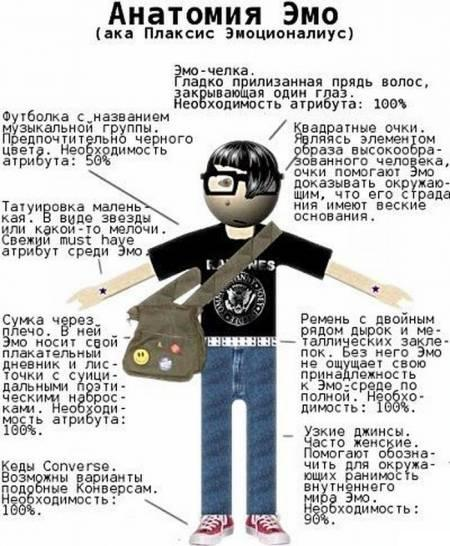 Анатомия Эмо
(ака Плаксис Эмоционалиус)
Эмо-челка.
Гладко прилизанная прядь волос,
закрывающая один глаз.
Необходимость атрибута: 100%
Футболка с названием
музыкальной группы.
Предпочтительно черного
цвета. Необходимость
атрибута: 50%
Квадратные очки.
Являясь элементом
образа высокообра-
зованного человека,
очки помогают Эмо
доказывать окружаю-
щим, что его страда-
ния имеют веские
основания.
Татуировка малень-
кая. В виде звезды
или какой-то мелочи.
Свежий must have
атрибут среди Эмо.
RAMONES
Сумка через
плечо. В ней
Эмо носит свой
плакательный
дневник и лис-
точки с суици-
дальными поэти-
ческими наброс-
ками. Необходи-
мость атрибута:
100%.
Ремень с двойным
рядом дырок и ме-
таллических закле-
пок. Без него Эмо
не ощущает свою
принадлежность
к Эмо-среде по
полной. Необхо-
димость: 100%.
Узкие джинсы.
Часто женские.
Помогают обозна-
чить для окружа-
ющих ранимость
внутреннего
мира Эмо.
Необходимость:
90%.
Кеды Converse.
Возможны варианты
подобные Конверсам.
Необходимость:
100%.